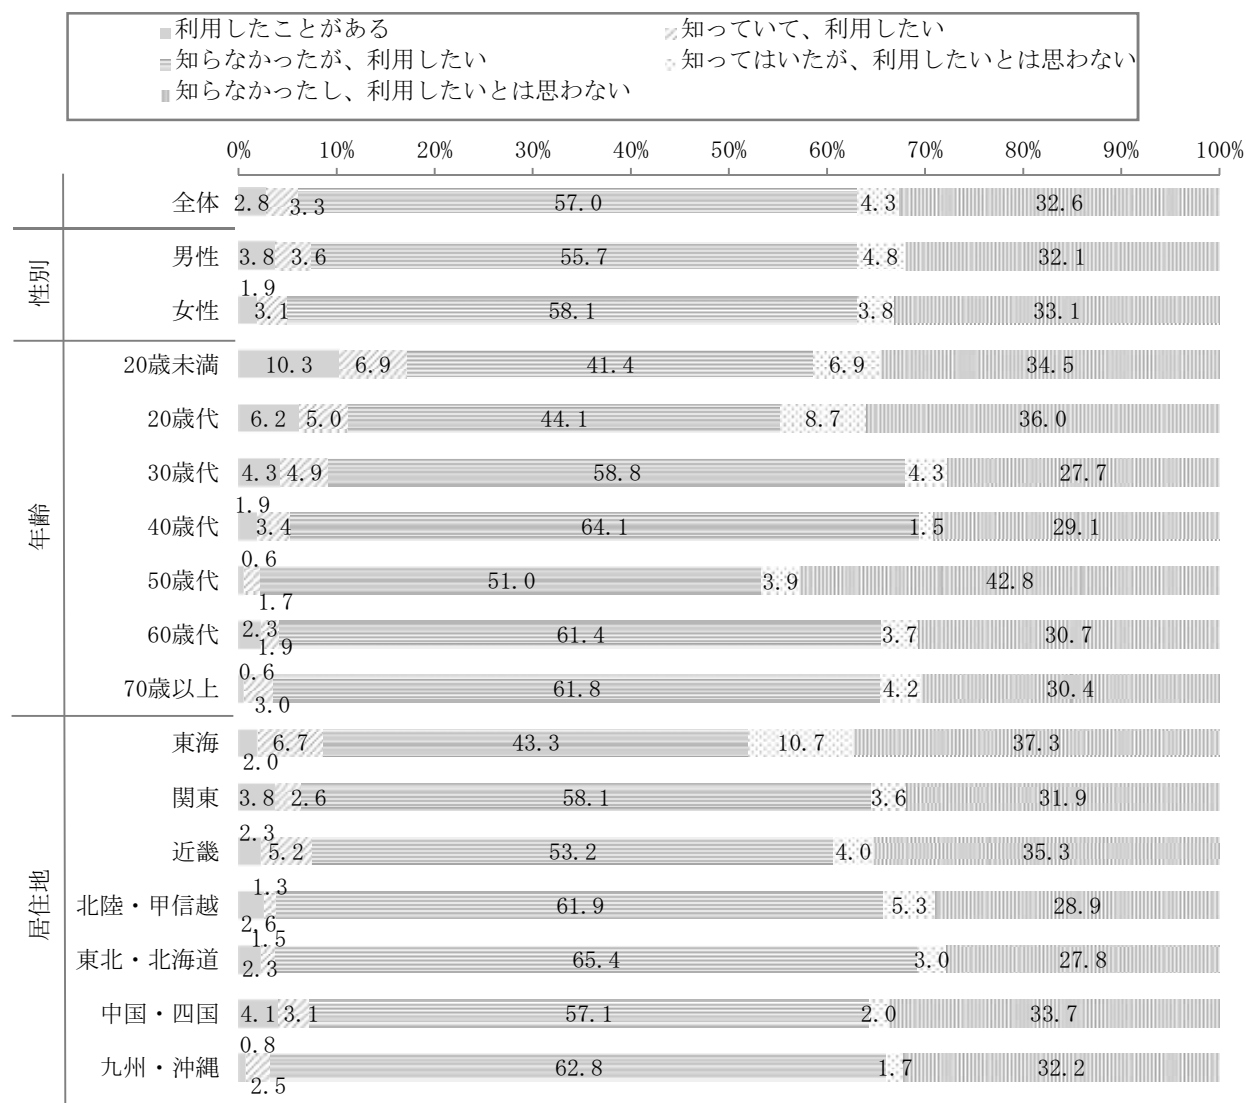 利用したことがある 知っていて、利用したい
知らなかったが、利用したい 知ってはいたが、利用したいとは思わない
知らなかったし、利用したいとは思わない
0% 10% 20% 30% 40% 50% 60% 70% 80% 90% 100%
全体 2.8 3.3 57.0 4.3 32.6
性別
男性 3.8 3.6 55.7 4.8 32.1
女性 1.9 3.1 58.1 3.8 33.1
年齢
20歳未満 10.3 6.9 41.4 6.9 34.5
20歳代 6.2 5.0 44.1 8.7 36.0
30歳代 4.3 4.9 58.8 4.3 27.7
40歳代 1.9 3.4 64.1 1.5 29.1
50歳代 0.6 1.7 51.0 3.9 42.8
60歳代 2.3 1.9 61.4 3.7 30.7
70歳以上 0.6 3.0 61.8 4.2 30.4
居住地
東海 2.0 6.7 43.3 10.7 37.3
関東 3.8 2.6 58.1 3.6 31.9
近畿 2.3 5.2 53.2 4.0 35.3
北陸・甲信越 2.6 1.3 61.9 5.3 28.9
東北・北海道 2.3 1.5 65.4 3.0 27.8
中国・四国 4.1 3.1 57.1 2.0 33.7
九州・沖縄 0.8 2.5 62.8 1.7 32.2